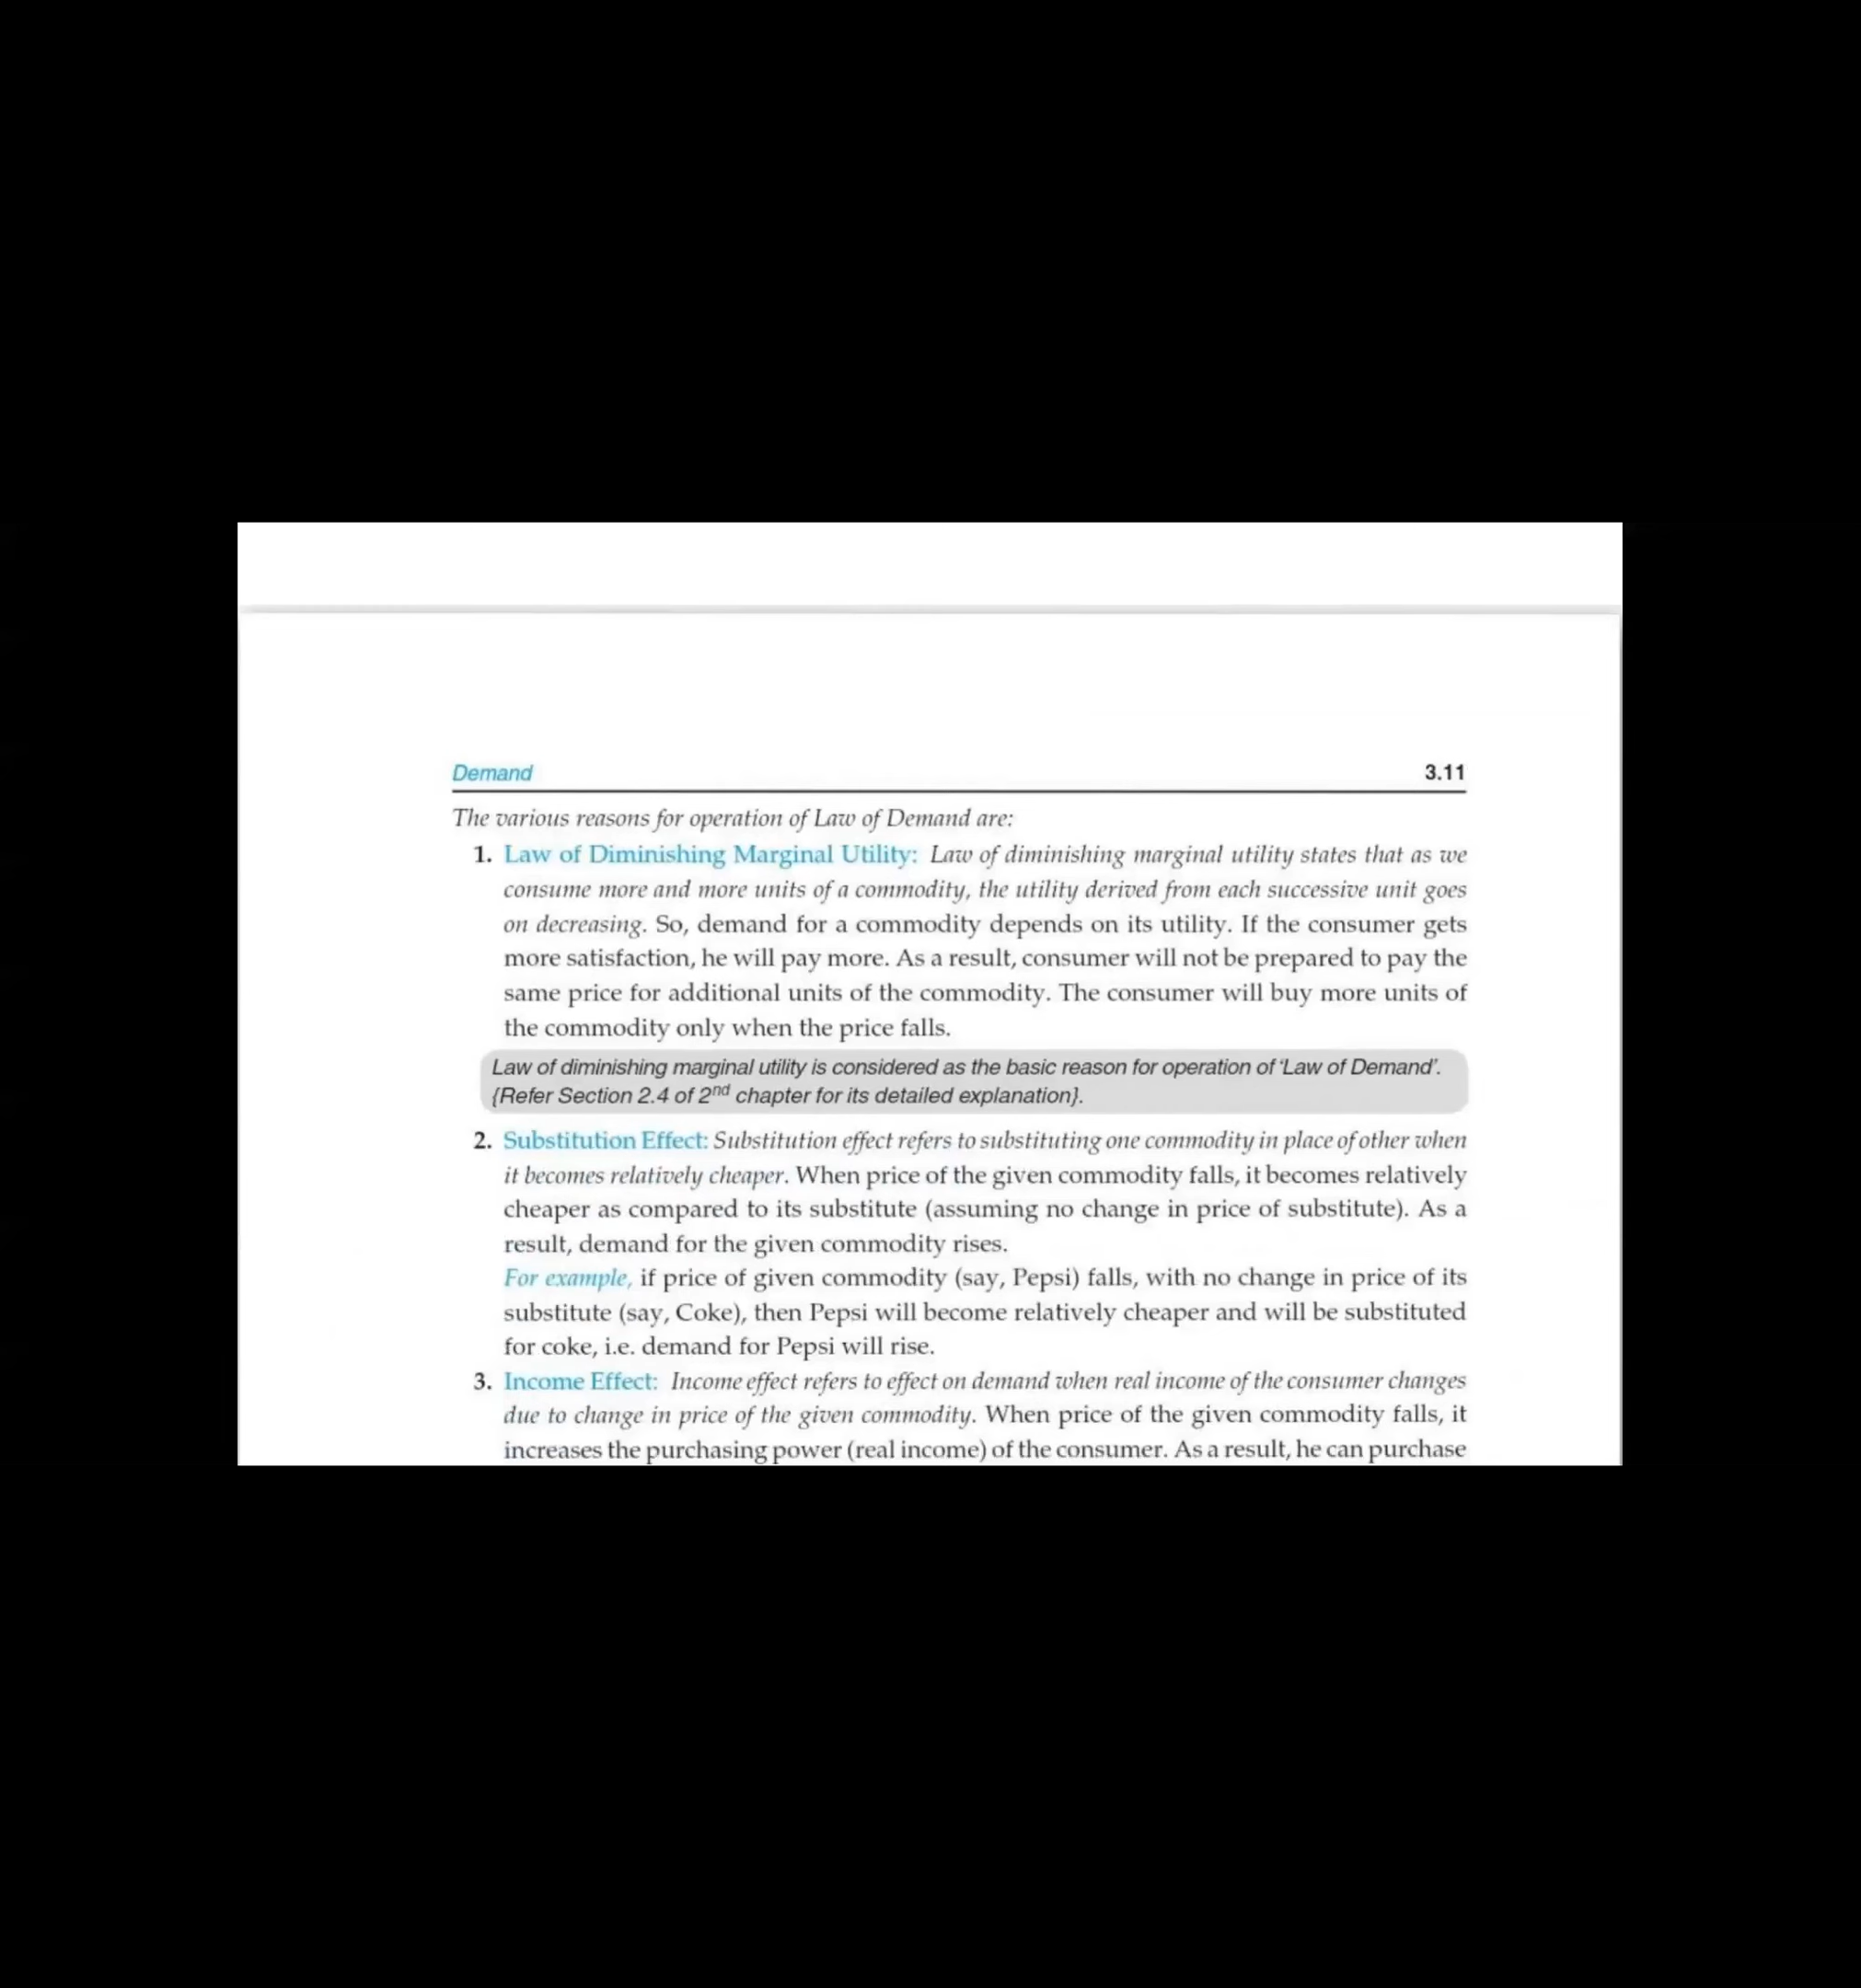 Demand 3.11
The various reasons for operation of Law of Demand are:
1. Law of Diminishing Marginal Utility: Law of diminishing marginal utility states that as we
consume more and more units of a commodity, the utility derived from each successive unit goes
on decreasing. So, demand for a commodity depends on its utility. If the consumer gets
more satisfaction, he will pay more. As a result, consumer will not be prepared to pay the
same price for additional units of the commodity. The consumer will buy more units of
the commodity only when the price falls.
Law of diminishing marginal utility is considered as the basic reason for operation of 'Law of Demand'.
{Refer Section 2.4 of 2nd chapter for its detailed explanation}.
2. Substitution Effect: Substitution effect refers to substituting one commodity in place of other when
it becomes relatively cheaper. When price of the given commodity falls, it becomes relatively
cheaper as compared to its substitute (assuming no change in price of substitute). As a
result, demand for the given commodity rises.
For example, if price of given commodity (say, Pepsi) falls, with no change in price of its
substitute (say, Coke), then Pepsi will become relatively cheaper and will be substituted
for coke, i.e. demand for Pepsi will rise.
3. Income Effect: Income effect refers to effect on demand when real income of the consumer changes
due to change in price of the given commodity. When price of the given commodity falls, it
increases the purchasing power (real income) of the consumer. As a result, he can purchase